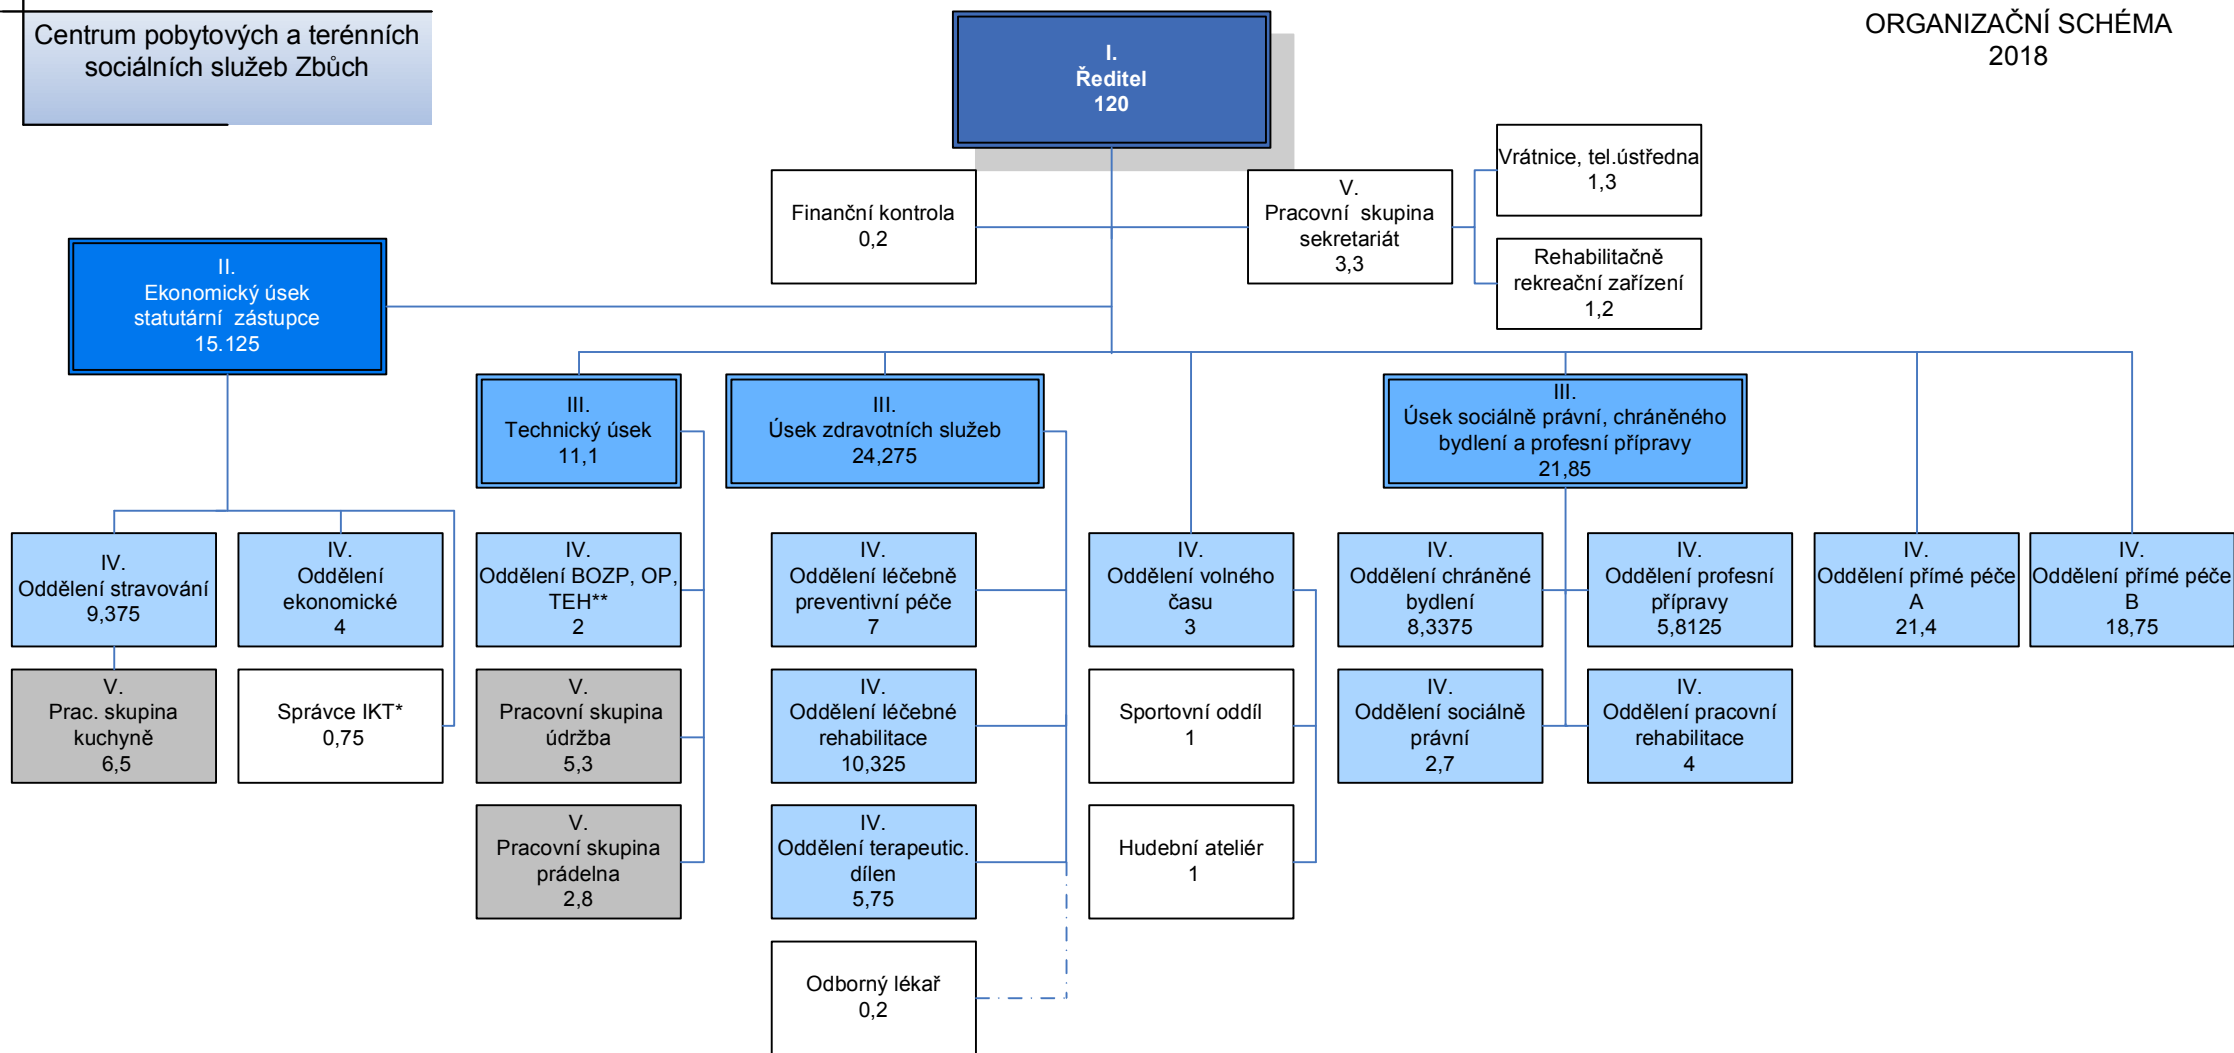 Centrum pobytových a terénních
sociálních služeb Zbůch
ORGANIZAČNÍ SCHÉMA
2018
I.
Ředitel
120
Finanční kontrola
0,2
V.
Pracovní skupina
sekretariát
3,3
Vrátnice, tel.ústředna
1,3
Rehabilitačně
rekreační zařízení
1,2
II.
Ekonomický úsek
statutární zástupce
15.125
III.
Technický úsek
11,1
III.
Úsek zdravotních služeb
24,275
III.
Úsek sociálně právní, chráněného
bydlení a profesní přípravy
21,85
IV.
Oddělení stravování
9,375
IV.
Oddělení
ekonomické
4
IV.
Oddělení BOZP, OP,
TEH**
2
IV.
Oddělení léčebně
preventivní péče
7
IV.
Oddělení volného
času
3
IV.
Oddělení chráněné
bydlení
8,3375
IV.
Oddělení profesní
přípravy
5,8125
IV.
Oddělení přímé péče
A
21,4
IV.
Oddělení přímé péče
B
18,75
V.
Prac. skupina
kuchyně
6,5
Správce IKT*
0,75
V.
Pracovní skupina
údržba
5,3
IV.
Oddělení léčebné
rehabilitace
10,325
Sportovní oddíl
1
IV.
Oddělení sociálně
právní
2,7
IV.
Oddělení pracovní
rehabilitace
4
V.
Pracovní skupina
prádelna
2,8
IV.
Oddělení terapeutic.
dílen
5,75
Hudební ateliér
1
Odborný lékař
0,2